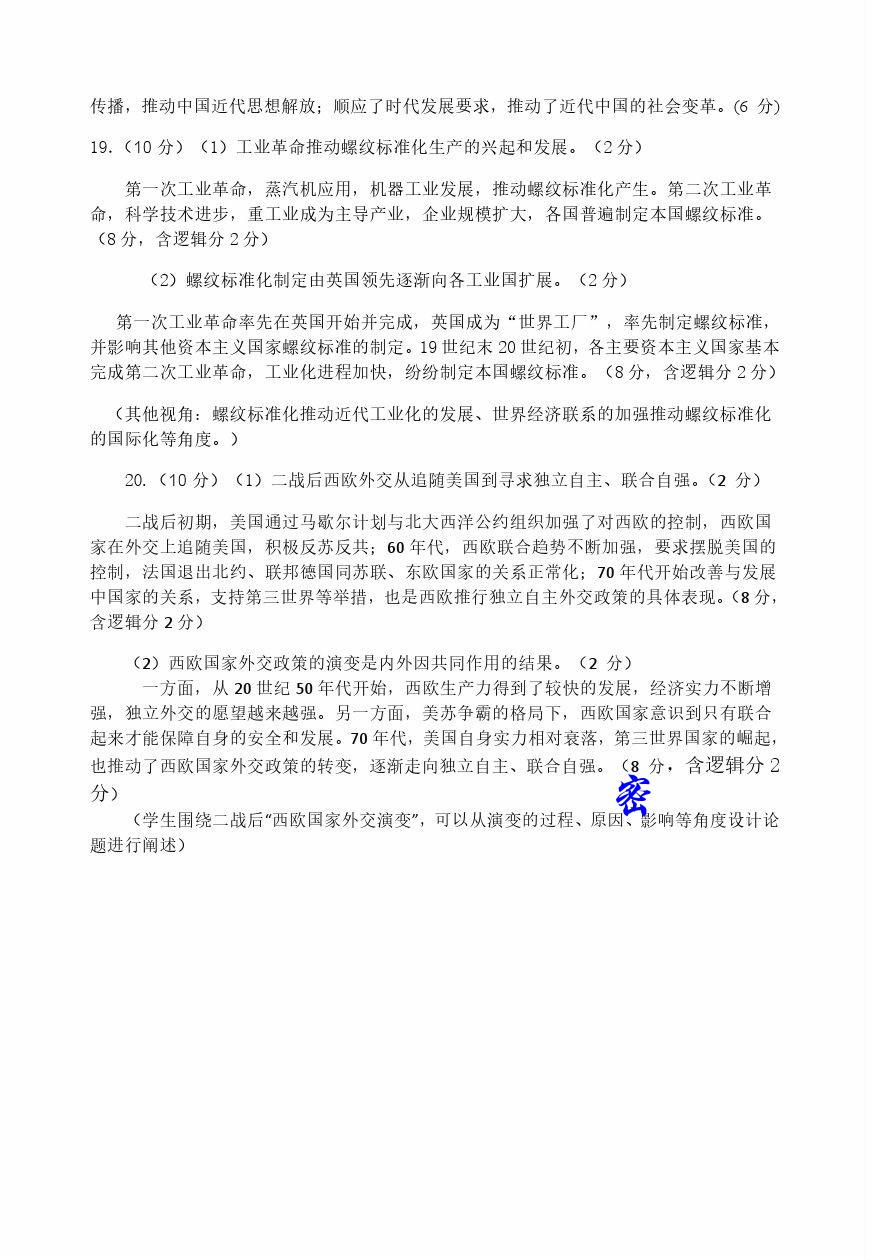 传播，推动中国近代思想解放；顺应了时代发展要求，推动了近代中国的社会变革。(6 分)
19.（10 分）（1）工业革命推动螺纹标准化生产的兴起和发展。（2 分）
第一次工业革命，蒸汽机应用，机器工业发展，推动螺纹标准化产生。第二次工业革
命，科学技术进步，重工业成为主导产业，企业规模扩大，各国普遍制定本国螺纹标准。
（8 分，含逻辑分 2 分）
（2）螺纹标准化制定由英国领先逐渐向各工业国扩展。（2 分）
第一次工业革命率先在英国开始并完成，英国成为“世界工厂”，率先制定螺纹标准，
并影响其他资本主义国家螺纹标准的制定。19 世纪末 20 世纪初，各主要资本主义国家基本
完成第二次工业革命，工业化进程加快，纷纷制定本国螺纹标准。（8 分，含逻辑分 2 分）
（其他视角：螺纹标准化推动近代工业化的发展、世界经济联系的加强推动螺纹标准化
的国际化等角度。）
20.（10 分）（1）二战后西欧外交从追随美国到寻求独立自主、联合自强。（2 分）
二战后初期，美国通过马歇尔计划与北大西洋公约组织加强了对西欧的控制，西欧国
家在外交上追随美国，积极反苏反共；60 年代，西欧联合趋势不断加强，要求摆脱美国的
控制，法国退出北约、联邦德国同苏联、东欧国家的关系正常化；70 年代开始改善与发展
中国家的关系，支持第三世界等举措，也是西欧推行独立自主外交政策的具体表现。（8 分，
含逻辑分 2 分）
（2）西欧国家外交政策的演变是内外因共同作用的结果。（2 分）
一方面，从 20 世纪 50 年代开始，西欧生产力得到了较快的发展，经济实力不断增
强，独立外交的愿望越来越强。另一方面，美苏争霸的格局下，西欧国家意识到只有联合
起来才能保障自身的安全和发展。70 年代，美国自身实力相对衰落，第三世界国家的崛起，
也推动了西欧国家外交政策的转变，逐渐走向独立自主、联合自强。（8 分，含逻辑分 2
分）
密
（学生围绕二战后“西欧国家外交演变”，可以从演变的过程、原因、影响等角度设计论
题进行阐述）